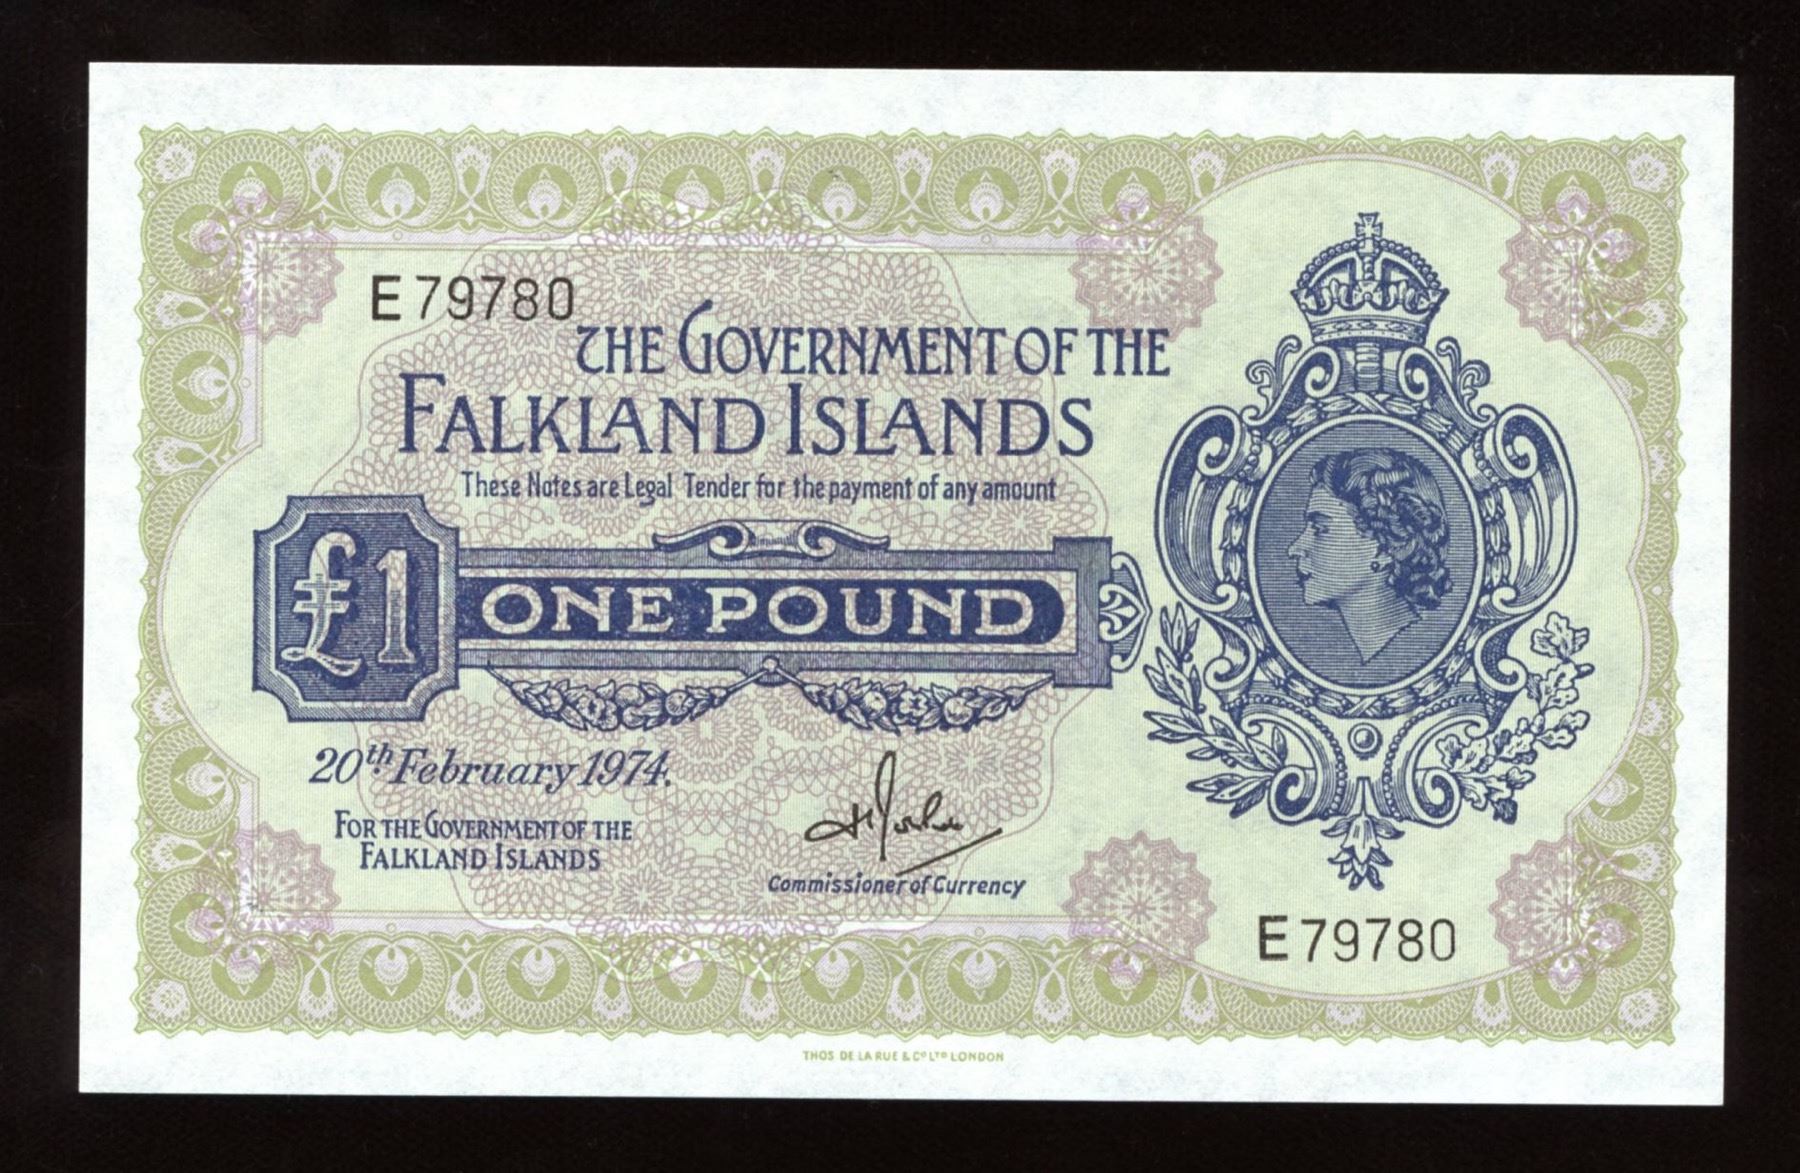 E79780
THE GOVERNMENT OF THE
FALKLAND ISLANDS
These Notes are Legal Tender for the payment of any amount
£1
ONE POUND
20th February 1974.
FOR THE GOVERNMENT OF THE
FALKLAND ISLANDS
Commissioner of Currency
E79780
THOS DE LA RUE & Co LTD LONDON